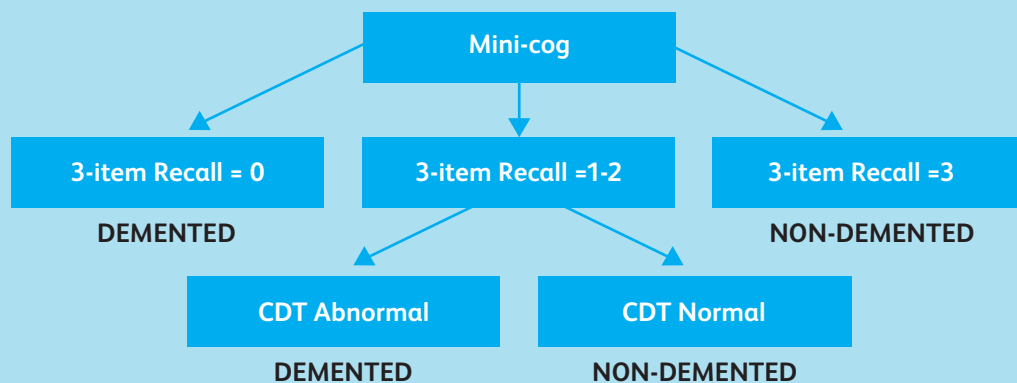 Mini-cog
3-item Recall = 0
3-item Recall =1-2
3-item Recall =3
DEMENTED
NON-DEMENTED
CDT Abnormal
CDT Normal
DEMENTED
NON-DEMENTED